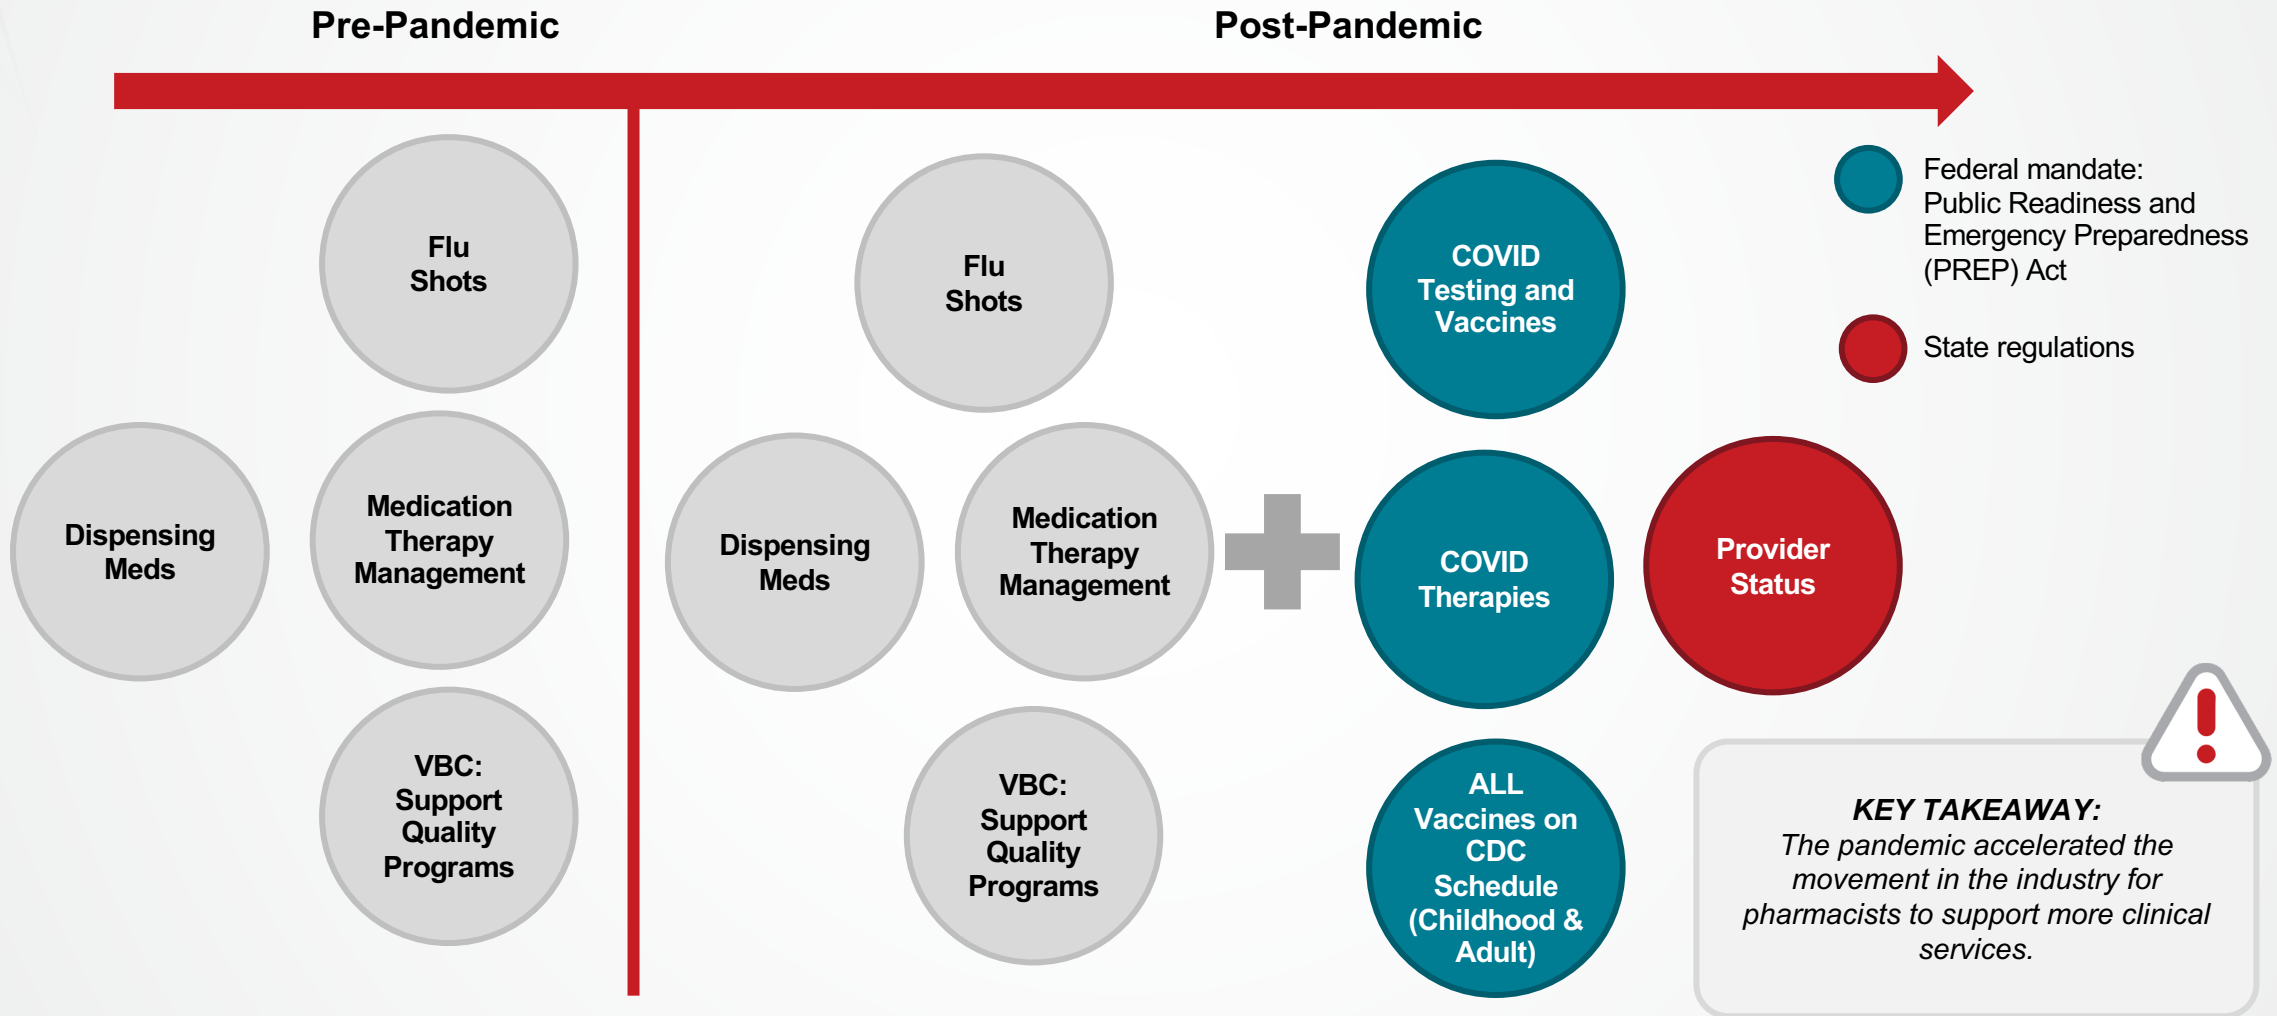 Pre-Pandemic
Post-Pandemic
Flu
Shots
Dispensing
Meds
Medication
Therapy
Management
VBC:
Support
Quality
Programs
Flu
Shots
Dispensing
Meds
Medication
Therapy
Management
VBC:
Support
Quality
Programs
COVID
Testing and
Vaccines
COVID
Therapies
ALL
Vaccines on
CDC
Schedule
(Childhood &
Adult)
Provider
Status
Federal mandate:
Public Readiness and
Emergency Preparedness
(PREP) Act
State regulations
KEY TAKEAWAY:
The pandemic accelerated the
movement in the industry for
pharmacists to support more clinical
services.